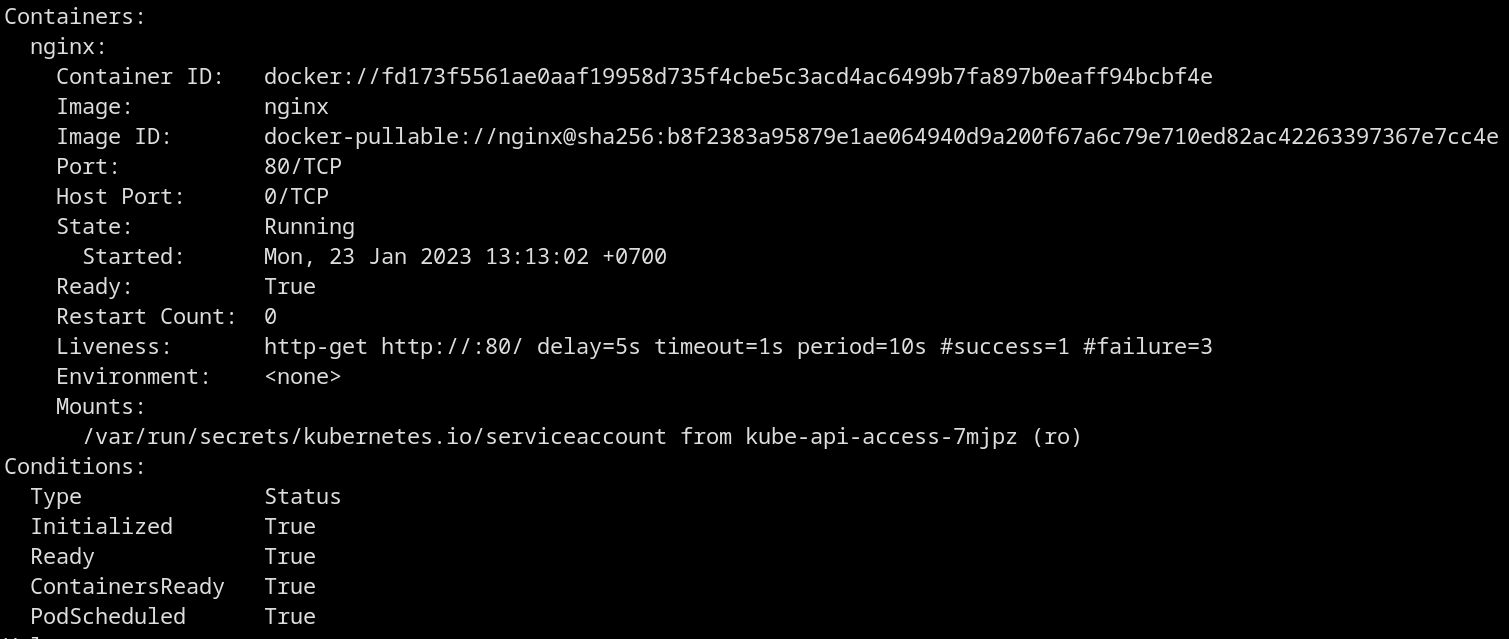 Containers:
  nginx:
    Container ID:   docker://fd173f5561ae0aaf19958d735f4cbe5c3acd4ac6499b7fa897b0eaff94bcbf4e
    Image:          nginx
    Image ID:       docker-pullable://nginx@sha256:b8f2383a95879e1ae064940d9a200f67a6c79e710ed82ac42263397367e7cc4e
    Port:           80/TCP
    Host Port:      0/TCP
    State:          Running
      Started:      Mon, 23 Jan 2023 13:13:02 +0700
    Ready:          True
    Restart Count:  0
    Liveness:       http-get http://:80/ delay=5s timeout=1s period=10s #success=1 #failure=3
    Environment:    <none>
    Mounts:
      /var/run/secrets/kubernetes.io/serviceaccount from kube-api-access-7mjpz (ro)
Conditions:
  Type              Status
  Initialized       True
  Ready             True
  ContainersReady   True
  PodScheduled      True